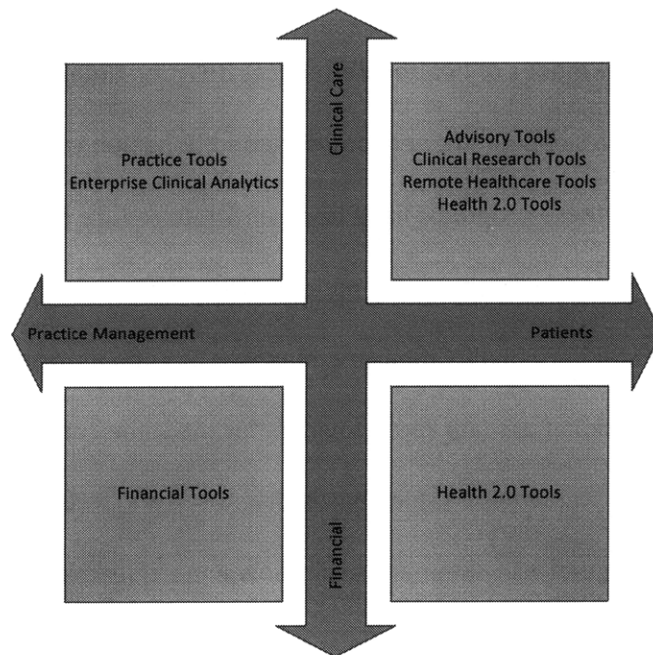 Clinical Care
Practice Tools
Enterprise Clinical Analytics
Advisory Tools
Clinical Research Tools
Remote Healthcare Tools
Health 2.0 Tools
Practice Management
Patients
Financial Tools
Health 2.0 Tools
Financial